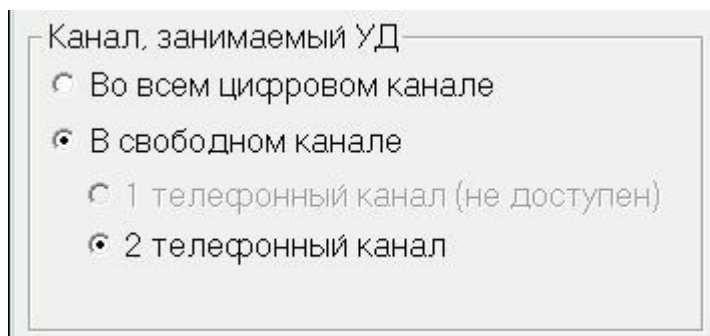 Канал, занимаемый УД
Во всем цифровом канале
В свободном канале
1 телефонный канал (не доступен)
2 телефонный канал